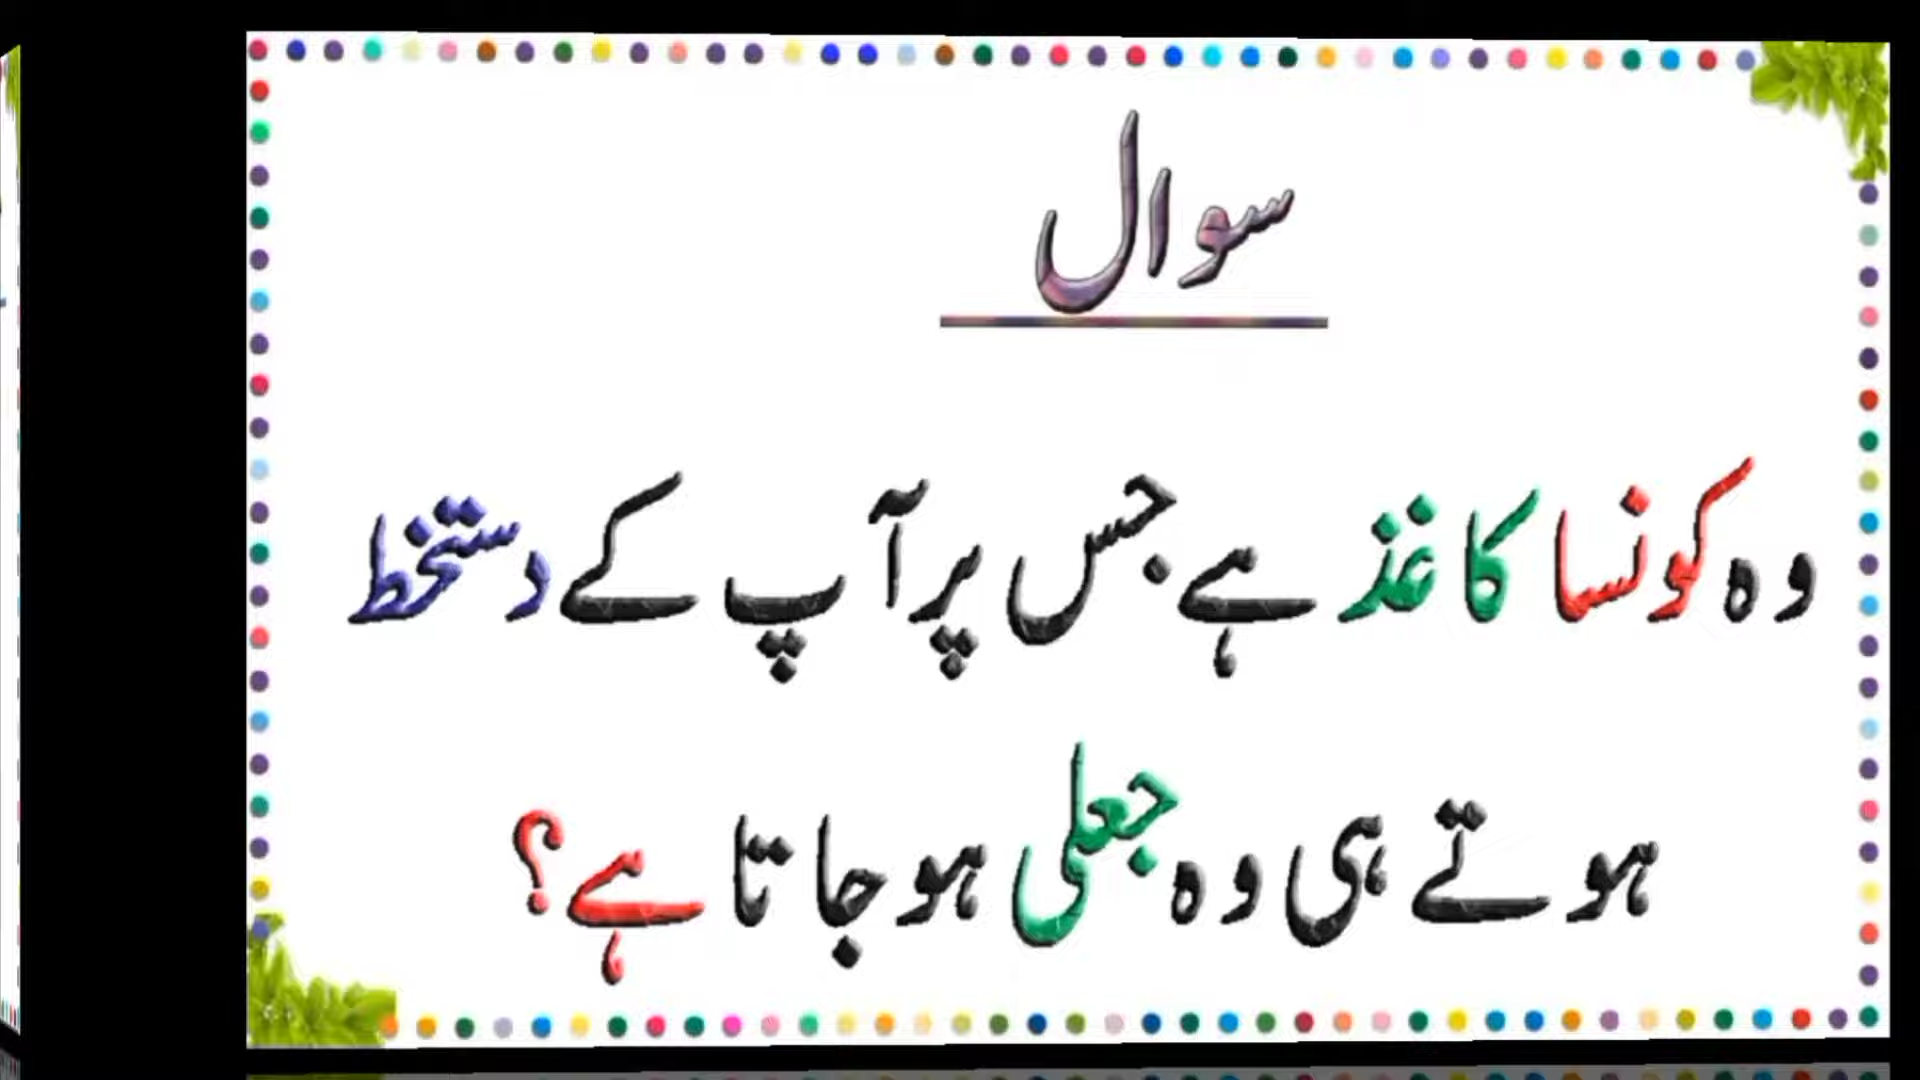 سوال
وہ کونسا کاغذ ہے جس پر آپ کے دستخط
ہوتے ہی وہ جعلی ہو جاتا ہے؟